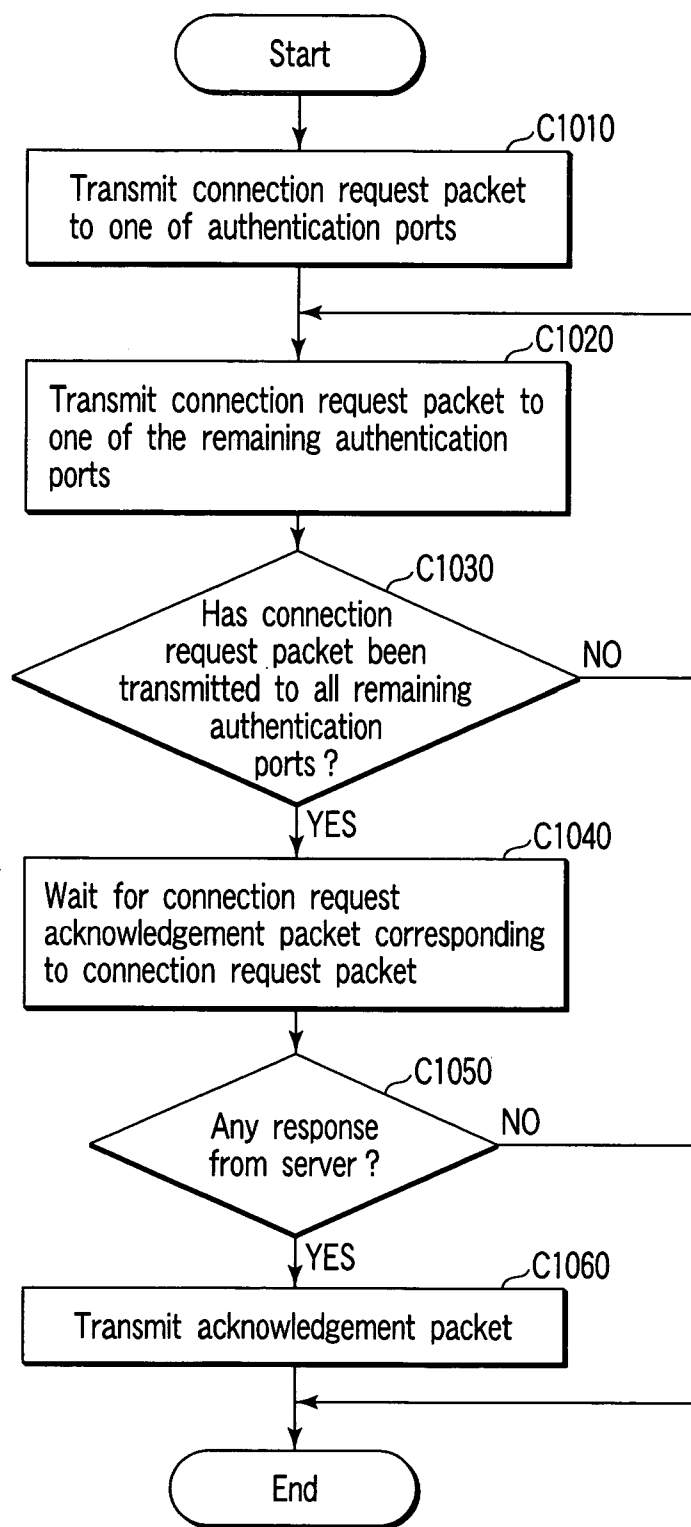 Start
C1010
Transmit connection request packet
to one of authentication ports
C1020
Transmit connection request packet to
one of the remaining authentication
ports
C1030
Has connection
request packet been
transmitted to all remaining
authentication
ports ?
NO
YES
C1040
Wait for connection request
acknowledgement packet corresponding
to connection request packet
C1050
Any response
from server ?
NO
YES
C1060
Transmit acknowledgement packet
End